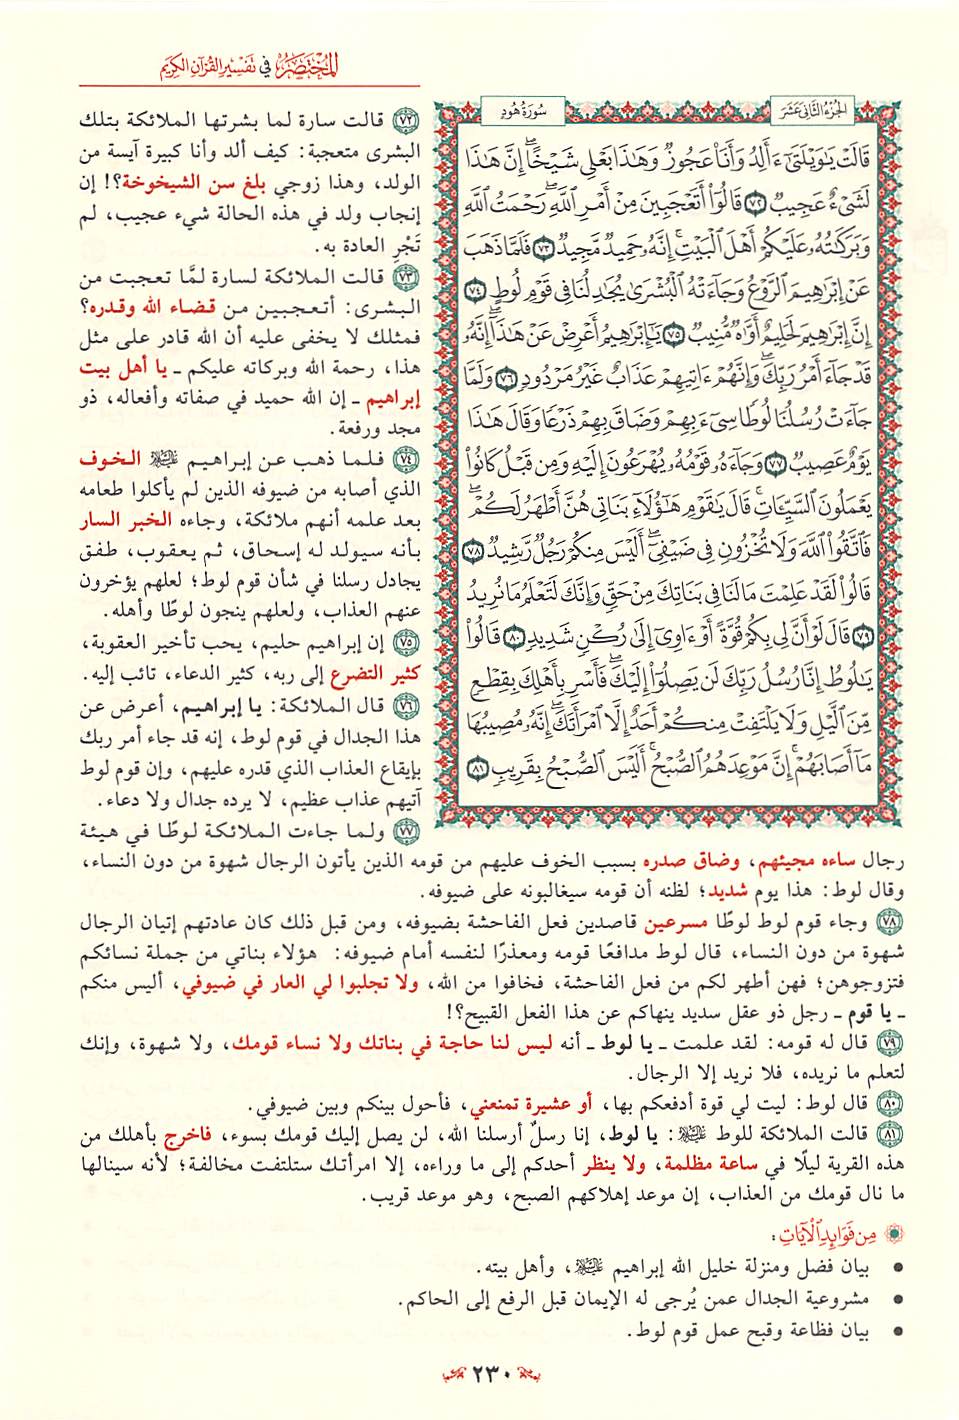 المُخْتَصَرُ في تَفْسِيرِ القُرْآنِ الكَرِيمِ
الجُزْءُ الثَّانِي عَشَرَ
سُورَةُ هُودٍ
قَالَتْ يَٰوَيْلَتَىٰٓ ءَأَلِدُ وَأَنَا۠ عَجُوزٌ وَهَٰذَا بَعْلِي شَيْخًاۖ إِنَّ هَٰذَا
لَشَيْءٌ عَجِيبٌ ٧٢ قَالُوٓاْ أَتَعْجَبِينَ مِنْ أَمْرِ ٱللَّهِۖ رَحْمَتُ ٱللَّهِ
وَبَرَكَٰتُهُۥ عَلَيْكُمْ أَهْلَ ٱلْبَيْتِۚ إِنَّهُۥ حَمِيدٌ مَّجِيدٌ ٧٣ فَلَمَّا ذَهَبَ
عَنْ إِبْرَٰهِيمَ ٱلرَّوْعُ وَجَآءَتْهُ ٱلْبُشْرَىٰ يُجَٰدِلُنَا فِي قَوْمِ لُوطٍ ٧٤
إِنَّ إِبْرَٰهِيمَ لَحَلِيمٌ أَوَّٰهٌ مُّنِيبٌ ٧٥ يَٰٓإِبْرَٰهِيمُ أَعْرِضْ عَنْ هَٰذَآۖ إِنَّهُۥ
قَدْ جَآءَ أَمْرُ رَبِّكَۖ وَإِنَّهُمْ ءَاتِيهِمْ عَذَابٌ غَيْرُ مَرْدُودٍ ٧٦ وَلَمَّا
جَآءَتْ رُسُلُنَا لُوطًا سِيٓءَ بِهِمْ وَضَاقَ بِهِمْ ذَرْعًا وَقَالَ هَٰذَا
يَوْمٌ عَصِيبٌ ٧٧ وَجَآءَهُۥ قَوْمُهُۥ يُهْرَعُونَ إِلَيْهِ وَمِن قَبْلُ كَانُواْ
يَعْمَلُونَ ٱلسَّيِّـَٔاتِۚ قَالَ يَٰقَوْمِ هَٰٓؤُلَآءِ بَنَاتِي هُنَّ أَطْهَرُ لَكُمْۖ
فَٱتَّقُواْ ٱللَّهَ وَلَا تُخْزُونِ فِي ضَيْفِيٓۖ أَلَيْسَ مِنكُمْ رَجُلٌ رَّشِيدٌ ٧٨
قَالُواْ لَقَدْ عَلِمْتَ مَا لَنَا فِي بَنَاتِكَ مِنْ حَقٍّ وَإِنَّكَ لَتَعْلَمُ مَا نُرِيدُ
٧٩ قَالَ لَوْ أَنَّ لِي بِكُمْ قُوَّةً أَوْ ءَاوِيٓ إِلَىٰ رُكْنٍ شَدِيدٍ ٨٠ قَالُواْ
يَٰلُوطُ إِنَّا رُسُلُ رَبِّكَ لَن يَصِلُوٓاْ إِلَيْكَۖ فَأَسْرِ بِأَهْلِكَ بِقِطْعٍ
مِّنَ ٱلَّيْلِ وَلَا يَلْتَفِتْ مِنكُمْ أَحَدٌ إِلَّا ٱمْرَأَتَكَۖ إِنَّهُۥ مُصِيبُهَا
مَآ أَصَابَهُمْۚ إِنَّ مَوْعِدَهُمُ ٱلصُّبْحُۚ أَلَيْسَ ٱلصُّبْحُ بِقَرِيبٍ ٨١
٧٢ قالت سارة لما بشرتها الملائكة بتلك
البشرى متعجبة: كيف ألد وأنا كبيرة آيسة من
الولد، وهذا زوجي بلغ سن الشيخوخة؟! إن
إنجاب ولد في هذه الحالة شيء عجيب، لم
تَجْرِ العادة به.
٧٣ قالت الملائكة لسارة لمَّا تعجبت من
البشرى: أتعجبين من قضاء الله وقدره؟
فمثلك لا يخفى عليه أن الله قادر على مثل
هذا، رحمة الله وبركاته عليكم ـ يا أهل بيت
إبراهيم ـ إن الله حميد في صفاته وأفعاله، ذو
مجد ورفعة.
٧٤ فلما ذهب عن إبراهيم عليه السلام الخوف
الذي أصابه من ضيوفه الذين لم يأكلوا طعامه
بعد علمه أنهم ملائكة، وجاءه الخبر السار
بأنه سيولد له إسحاق، ثم يعقوب، طفق
يجادل رسلنا في شأن قوم لوط؛ لعلهم يؤخرون
عنهم العذاب، ولعلهم ينجون لوطًا وأهله.
٧٥ إن إبراهيم حليم، يحب تأخير العقوبة،
كثير التضرع إلى ربه، كثير الدعاء، تائب إليه.
٧٦ قال الملائكة: يا إبراهيم، أعرض عن
هذا الجدال في قوم لوط، إنه قد جاء أمر ربك
بإيقاع العذاب الذي قدره عليهم، وإن قوم لوط
آتيهم عذاب عظيم، لا يرده جدال ولا دعاء.
٧٧ ولما جاءت الملائكة لوطًا في هيئة
رجال ساءه مجيئهم، وضاق صدره بسبب الخوف عليهم من قومه الذين يأتون الرجال شهوة من دون النساء،
وقال لوط: هذا يوم شديد؛ لظنه أن قومه سيغالبونه على ضيوفه.
٧٨ وجاء قوم لوط لوطًا مسرعين قاصدين فعل الفاحشة بضيوفه، ومن قبل ذلك كان عادتهم إتيان الرجال
شهوة من دون النساء، قال لوط مدافعًا قومه ومعذرًا لنفسه أمام ضيوفه: هؤلاء بناتي من جملة نسائكم
فتزوجوهن؛ فهن أطهر لكم من فعل الفاحشة، فخافوا من الله، ولا تجلبوا لي العار في ضيوفي، أليس منكم
ـ يا قوم ـ رجل ذو عقل سديد ينهاكم عن هذا الفعل القبيح؟!
٧٩ قال له قومه: لقد علمت ـ يا لوط ـ أنه ليس لنا حاجة في بناتك ولا نساء قومك، ولا شهوة، وإنك
لتعلم ما نريده، فلا نريد إلا الرجال.
٨٠ قال لوط: ليت لي قوة أدفعكم بها، أو عشيرة تمنعني، فأحول بينكم وبين ضيوفي.
٨١ قالت الملائكة للوط عليه السلام: يا لوط، إنا رسلٌ أرسلنا الله، لن يصل إليك قومك بسوء، فاخرج بأهلك من
هذه القرية ليلًا في ساعة مظلمة، ولا ينظر أحدكم إلى ما وراءه، إلا امرأتك ستلتفت مخالفة؛ لأنه سينالها
ما نال قومك من العذاب، إن موعد إهلاكهم الصبح، وهو موعد قريب.
مِن فَوَائِدِ ٱلْآيَاتِ:
• بيان فضل ومنزلة خليل الله إبراهيم عليه السلام، وأهل بيته.
• مشروعية الجدال عمن يُرجى له الإيمان قبل الرفع إلى الحاكم.
• بيان فظاعة وقبح عمل قوم لوط.
٢٣٠